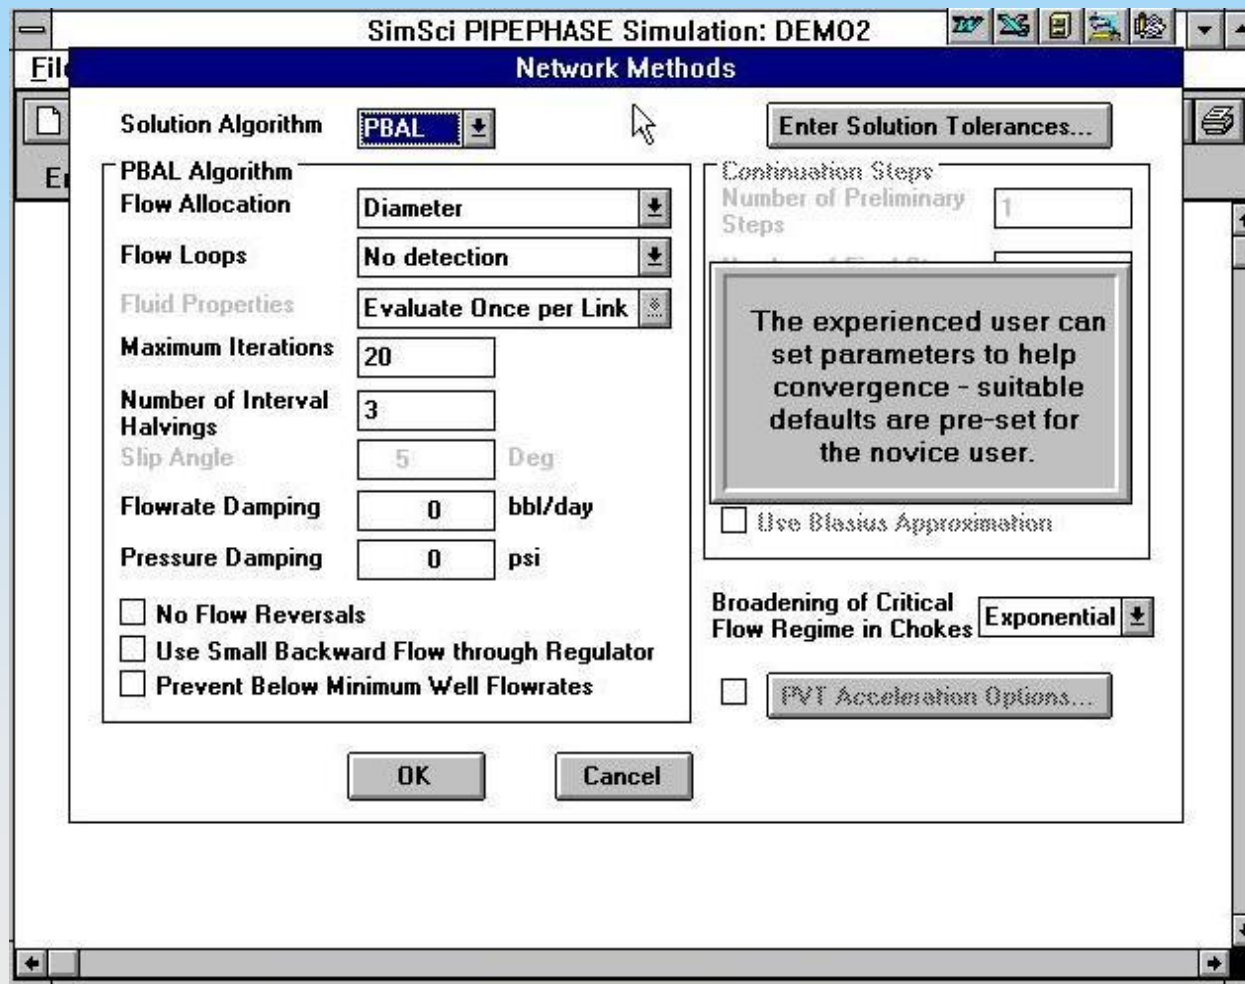 SimSci PIPEPHASE Simulation: DEMO2
Fil
Network Methods
Solution Algorithm PBAL Enter Solution Tolerances...
PBAL Algorithm
Flow Allocation Diameter
Flow Loops No detection
Fluid Properties Evaluate Once per Link
Maximum Iterations 20
Number of Interval
Halvings 3
Slip Angle 5 Deg
Flowrate Damping 0 bbl/day
Pressure Damping 0 psi
No Flow Reversals
Use Small Backward Flow through Regulator
Prevent Below Minimum Well Flowrates
Continuation Steps
Number of Preliminary
Steps 1
The experienced user can
set parameters to help
convergence - suitable
defaults are pre-set for
the novice user.
Use Blasius Approximation
Broadening of Critical
Flow Regime in Chokes Exponential
PVT Acceleration Options...
OK Cancel